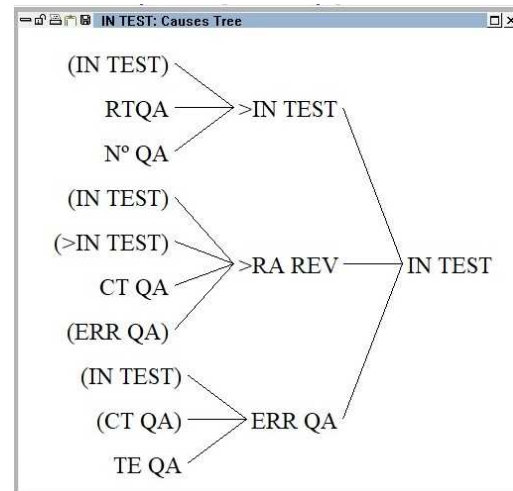 IN TEST: Causes Tree
(IN TEST)
RTQA
Nº QA
>IN TEST
(IN TEST)
(>IN TEST)
CT QA
(ERR QA)
>RA REV
IN TEST
(IN TEST)
(CT QA)
TE QA
ERR QA